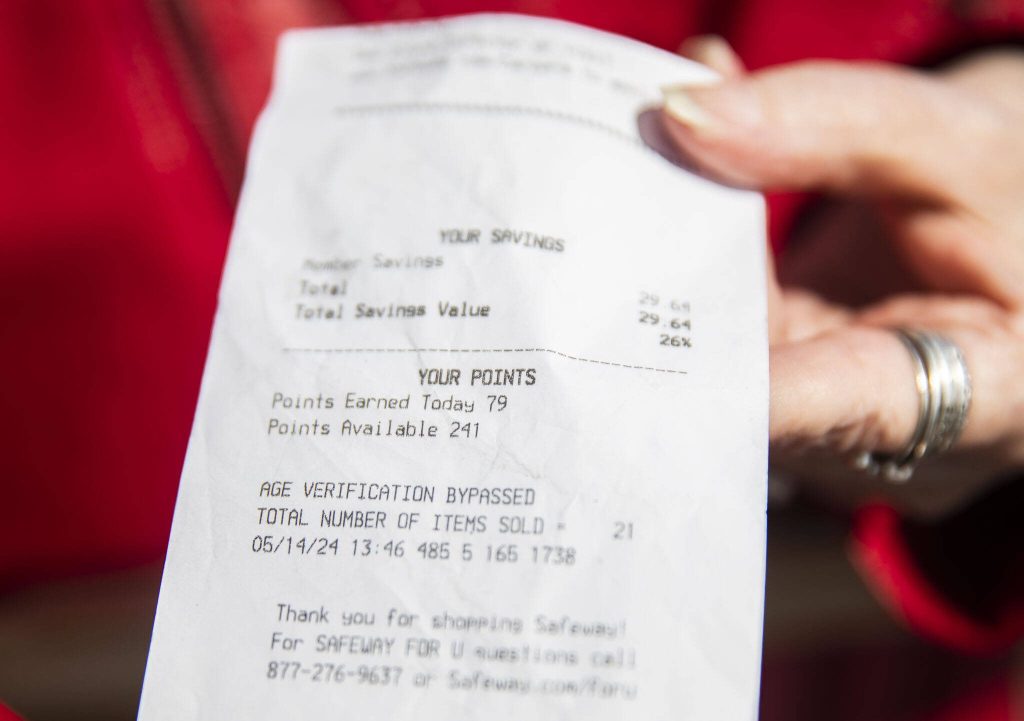 YOUR SAVINGS
Member Savings 29.64
Total 29.64
Total Savings Value 26%
YOUR POINTS
Points Earned Today 79
Points Available 241
AGE VERIFICATION BYPASSED
TOTAL NUMBER OF ITEMS SOLD = 21
05/14/24 13:46 485 5 165 1738
Thank you for shopping Safeway!
For SAFEWAY FOR U questions call
877-276-9637 or Safeway.com/foru